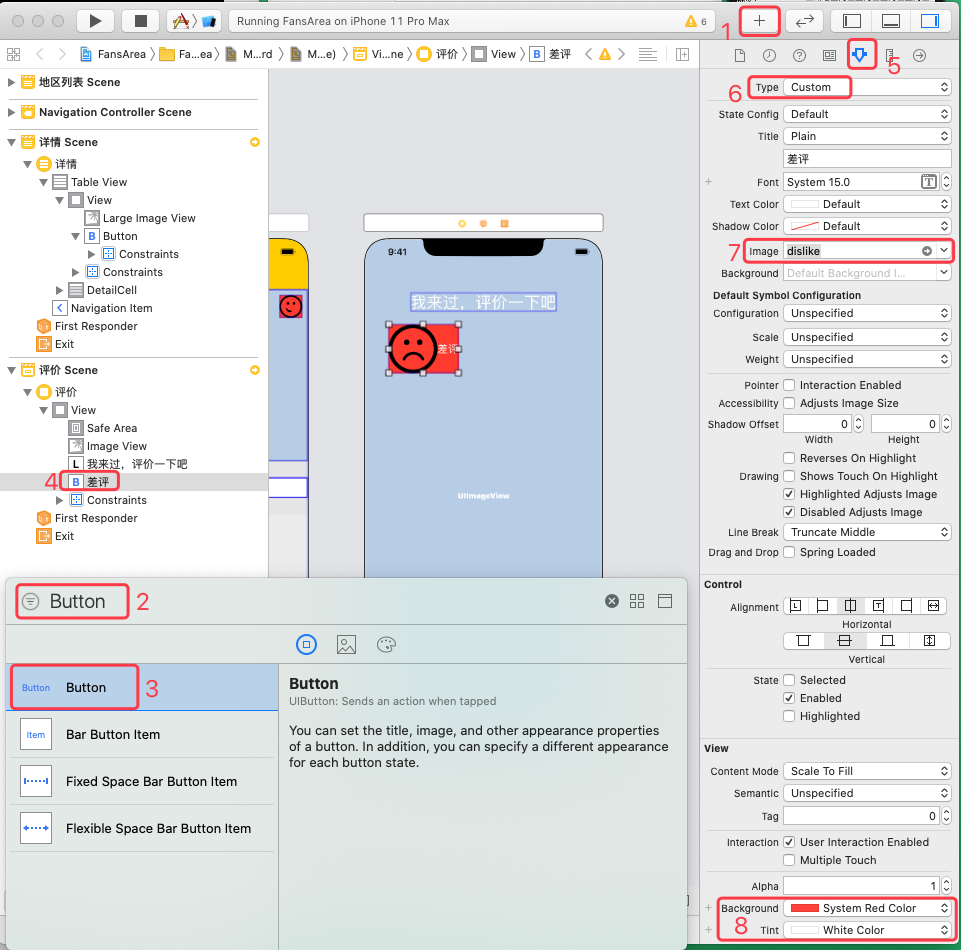 Running FansArea on iPhone 11 Pro Max
6
1
FansArea
Fa...ea
M...rd
M...e)
Vi...ne
评价
View
B 差评
5
地区列表 Scene
Navigation Controller Scene
详情 Scene
详情
Table View
View
Large Image View
B Button
Constraints
Constraints
DetailCell
Navigation Item
First Responder
Exit
评价 Scene
评价
View
Safe Area
Image View
L 我来过，评价一下吧
4 B 差评
Constraints
First Responder
Exit
9:41
我来过，评价一下吧
差评
UIImageView
6 Type Custom
State Config Default
Title Plain
差评
Font System 15.0 T
Text Color Default
Shadow Color Default
7 Image dislike
Background Default Background I...
Default Symbol Configuration
Configuration Unspecified
Scale Unspecified
Weight Unspecified
Pointer Interaction Enabled
Accessibility Adjusts Image Size
Shadow Offset 0 0
Width Height
Reverses On Highlight
Drawing Shows Touch On Highlight
Highlighted Adjusts Image
Disabled Adjusts Image
Line Break Truncate Middle
Drag and Drop Spring Loaded
Control
Alignment
Horizontal
Vertical
State Selected
Enabled
Highlighted
View
Content Mode Scale To Fill
Semantic Unspecified
Tag 0
Interaction User Interaction Enabled
Multiple Touch
Alpha 1
Background System Red Color
8 Tint White Color
Button 2
Button Button 3
Item Bar Button Item
Fixed Space Bar Button Item
Flexible Space Bar Button Item
Button
UIButton: Sends an action when tapped
You can set the title, image, and other appearance properties
of a button. In addition, you can specify a different appearance
for each button state.